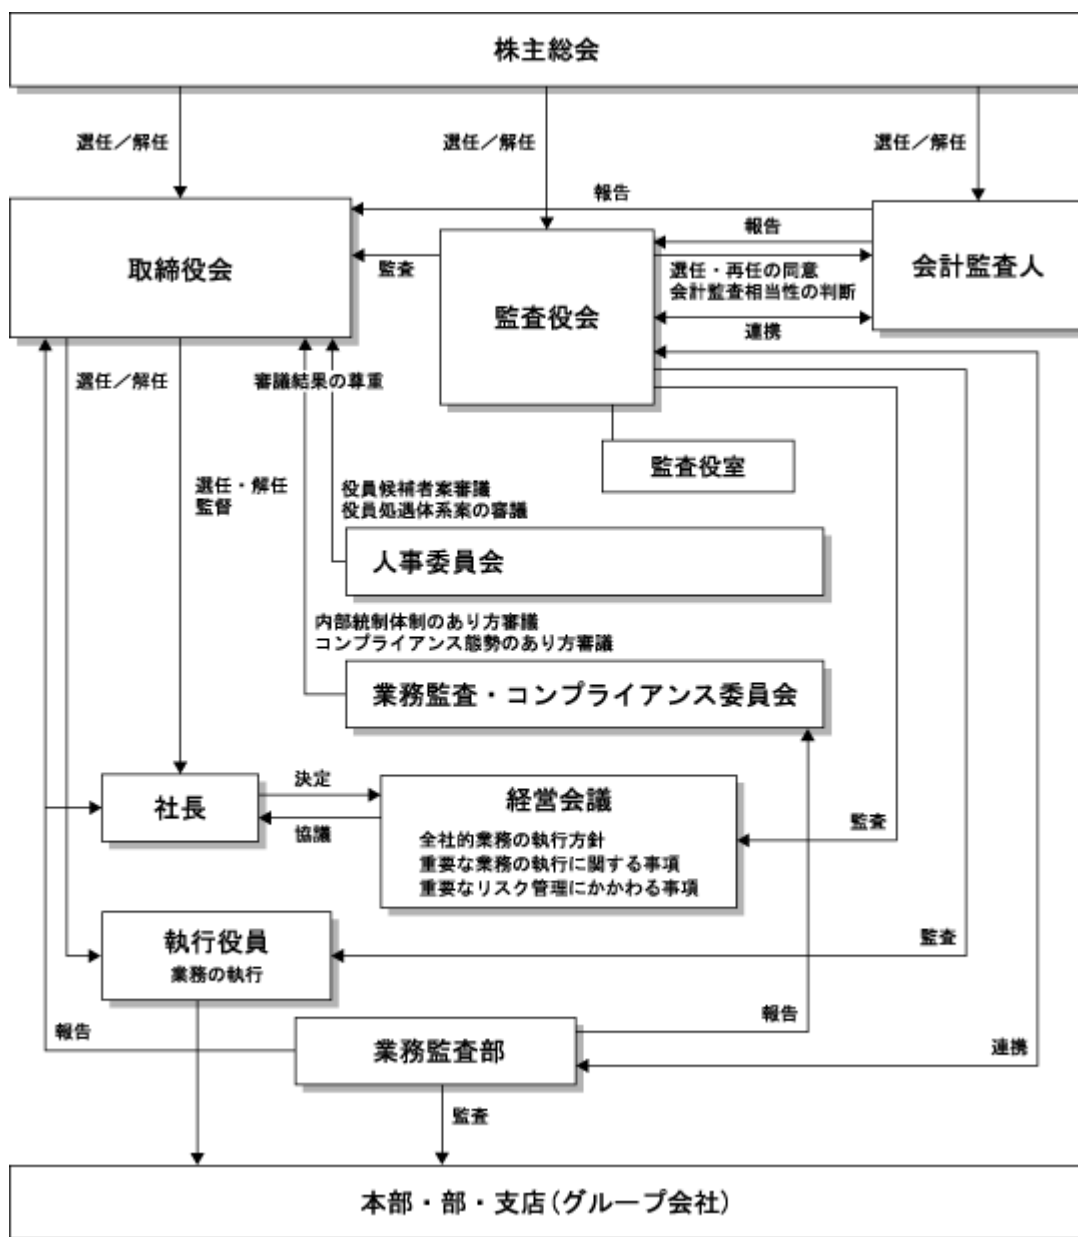 株主総会
選任／解任
選任／解任
選任／解任
報告
取締役会
監査
監査役会
報告
選任・再任の同意
会計監査相当性の判断
連携
会計監査人
選任／解任
審議結果の尊重
監査役室
選任・解任
監督
役員候補者案審議
役員処遇体系案の審議
人事委員会
内部統制体制のあり方審議
コンプライアンス態勢のあり方審議
業務監査・コンプライアンス委員会
社長
決定
協議
経営会議
全社的業務の執行方針
重要な業務の執行に関する事項
重要なリスク管理にかかわる事項
監査
執行役員
業務の執行
監査
報告
業務監査部
報告
連携
監査
本部・部・支店(グループ会社)